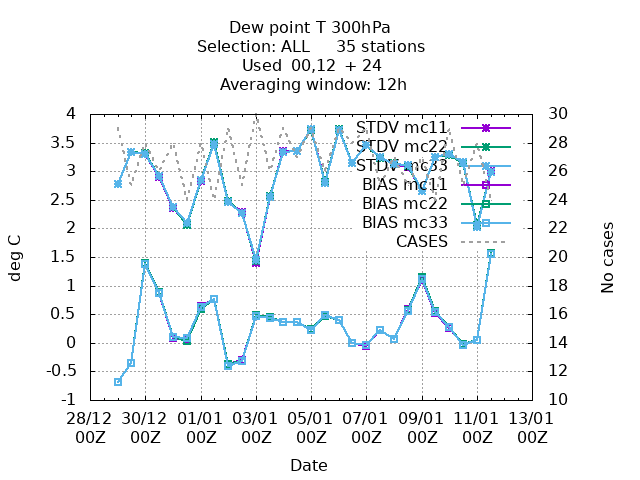 Dew point T 300hPa
Selection: ALL 35 stations
Used 00,12 + 24
Averaging window: 12h
4
3.5
3
2.5
2
1.5
1
0.5
0
-0.5
-1
deg C
30
28
26
24
22
20
18
16
14
12
10
No cases
STDV mc11
STDV mc22
STDV mc33
BIAS mc11
BIAS mc22
BIAS mc33
CASES
28/12 30/12 01/01 03/01 05/01 07/01 09/01 11/01 13/01
00Z 00Z 00Z 00Z 00Z 00Z 00Z 00Z 00Z
Date